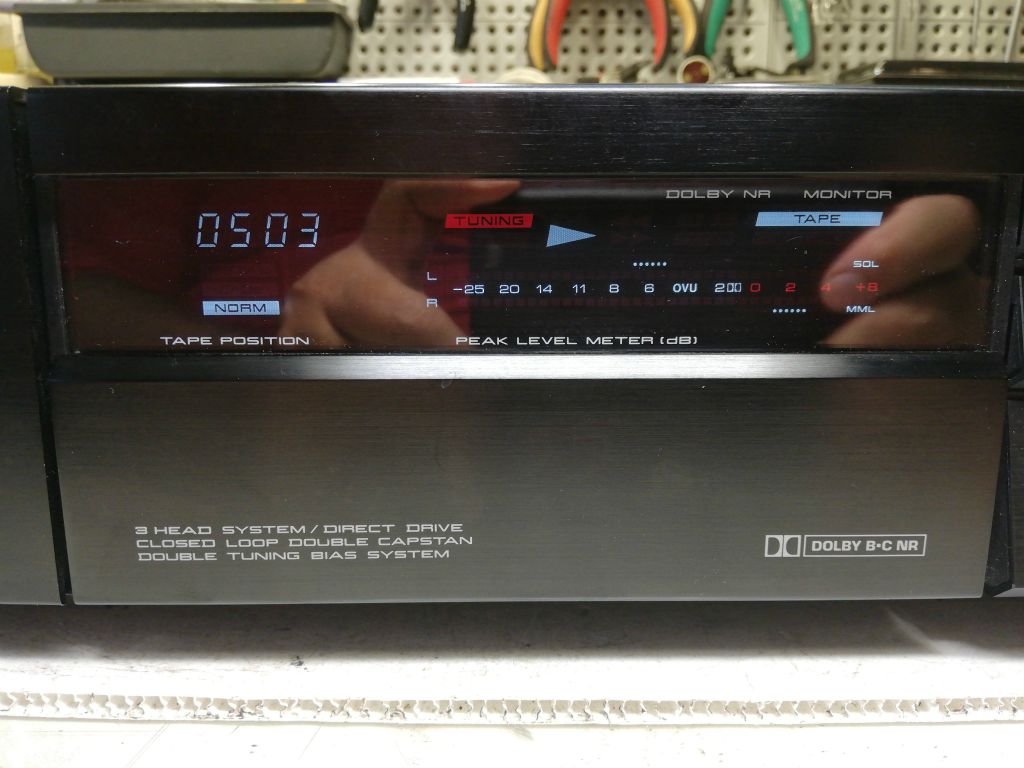 DOLBY NR MONITOR
0503 TUNING TAPE
SOL
L
-25 20 14 11 8 6 OVU 2 0 2 4 +8
NORM
R MML
TAPE POSITION PEAK LEVEL METER (dB)
3 HEAD SYSTEM / DIRECT DRIVE
CLOSED LOOP DOUBLE CAPSTAN
DOUBLE TUNING BIAS SYSTEM
DOLBY B•C NR